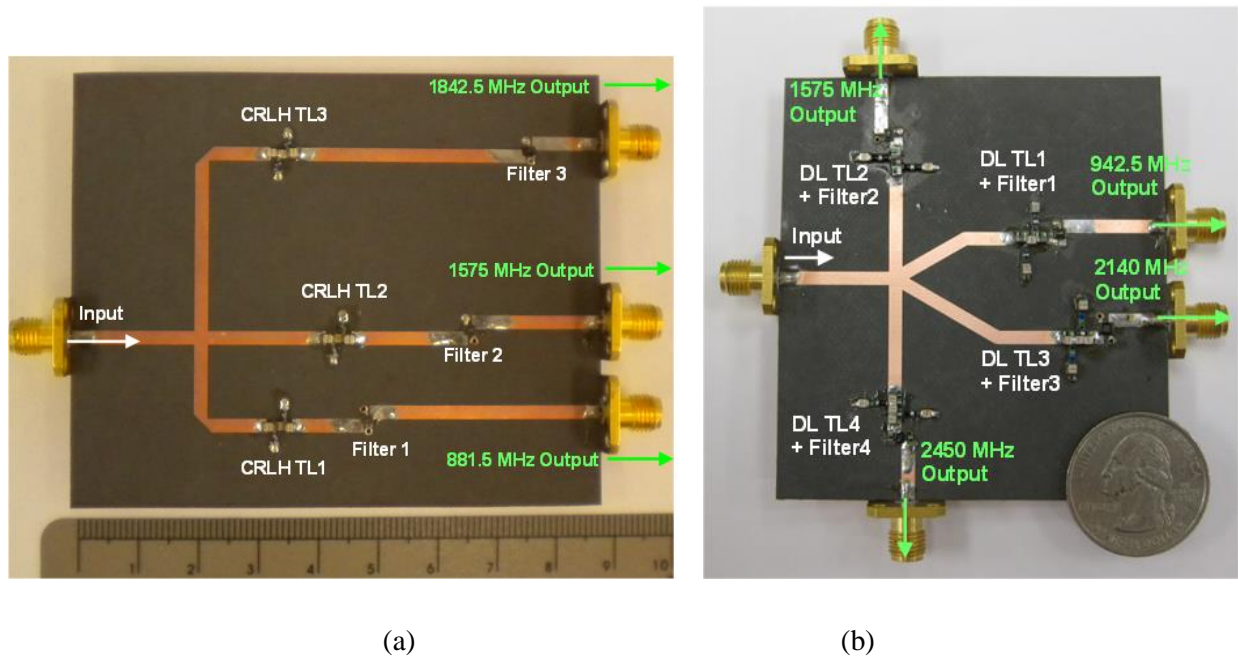 1842.5 MHz Output
CRLH TL3
Filter 3
1575 MHz Output
CRLH TL2
Input
Filter 2
Filter 1
CRLH TL1
881.5 MHz Output
1 2 3 4 5 6 7 8 9 10
(a)
1575 MHz
Output
DL TL2
+ Filter2
DL TL1
+ Filter1
942.5 MHz
Output
Input
2140 MHz
Output
DL TL3
+ Filter3
DL TL4
+ Filter4
2450 MHz
Output
(b)